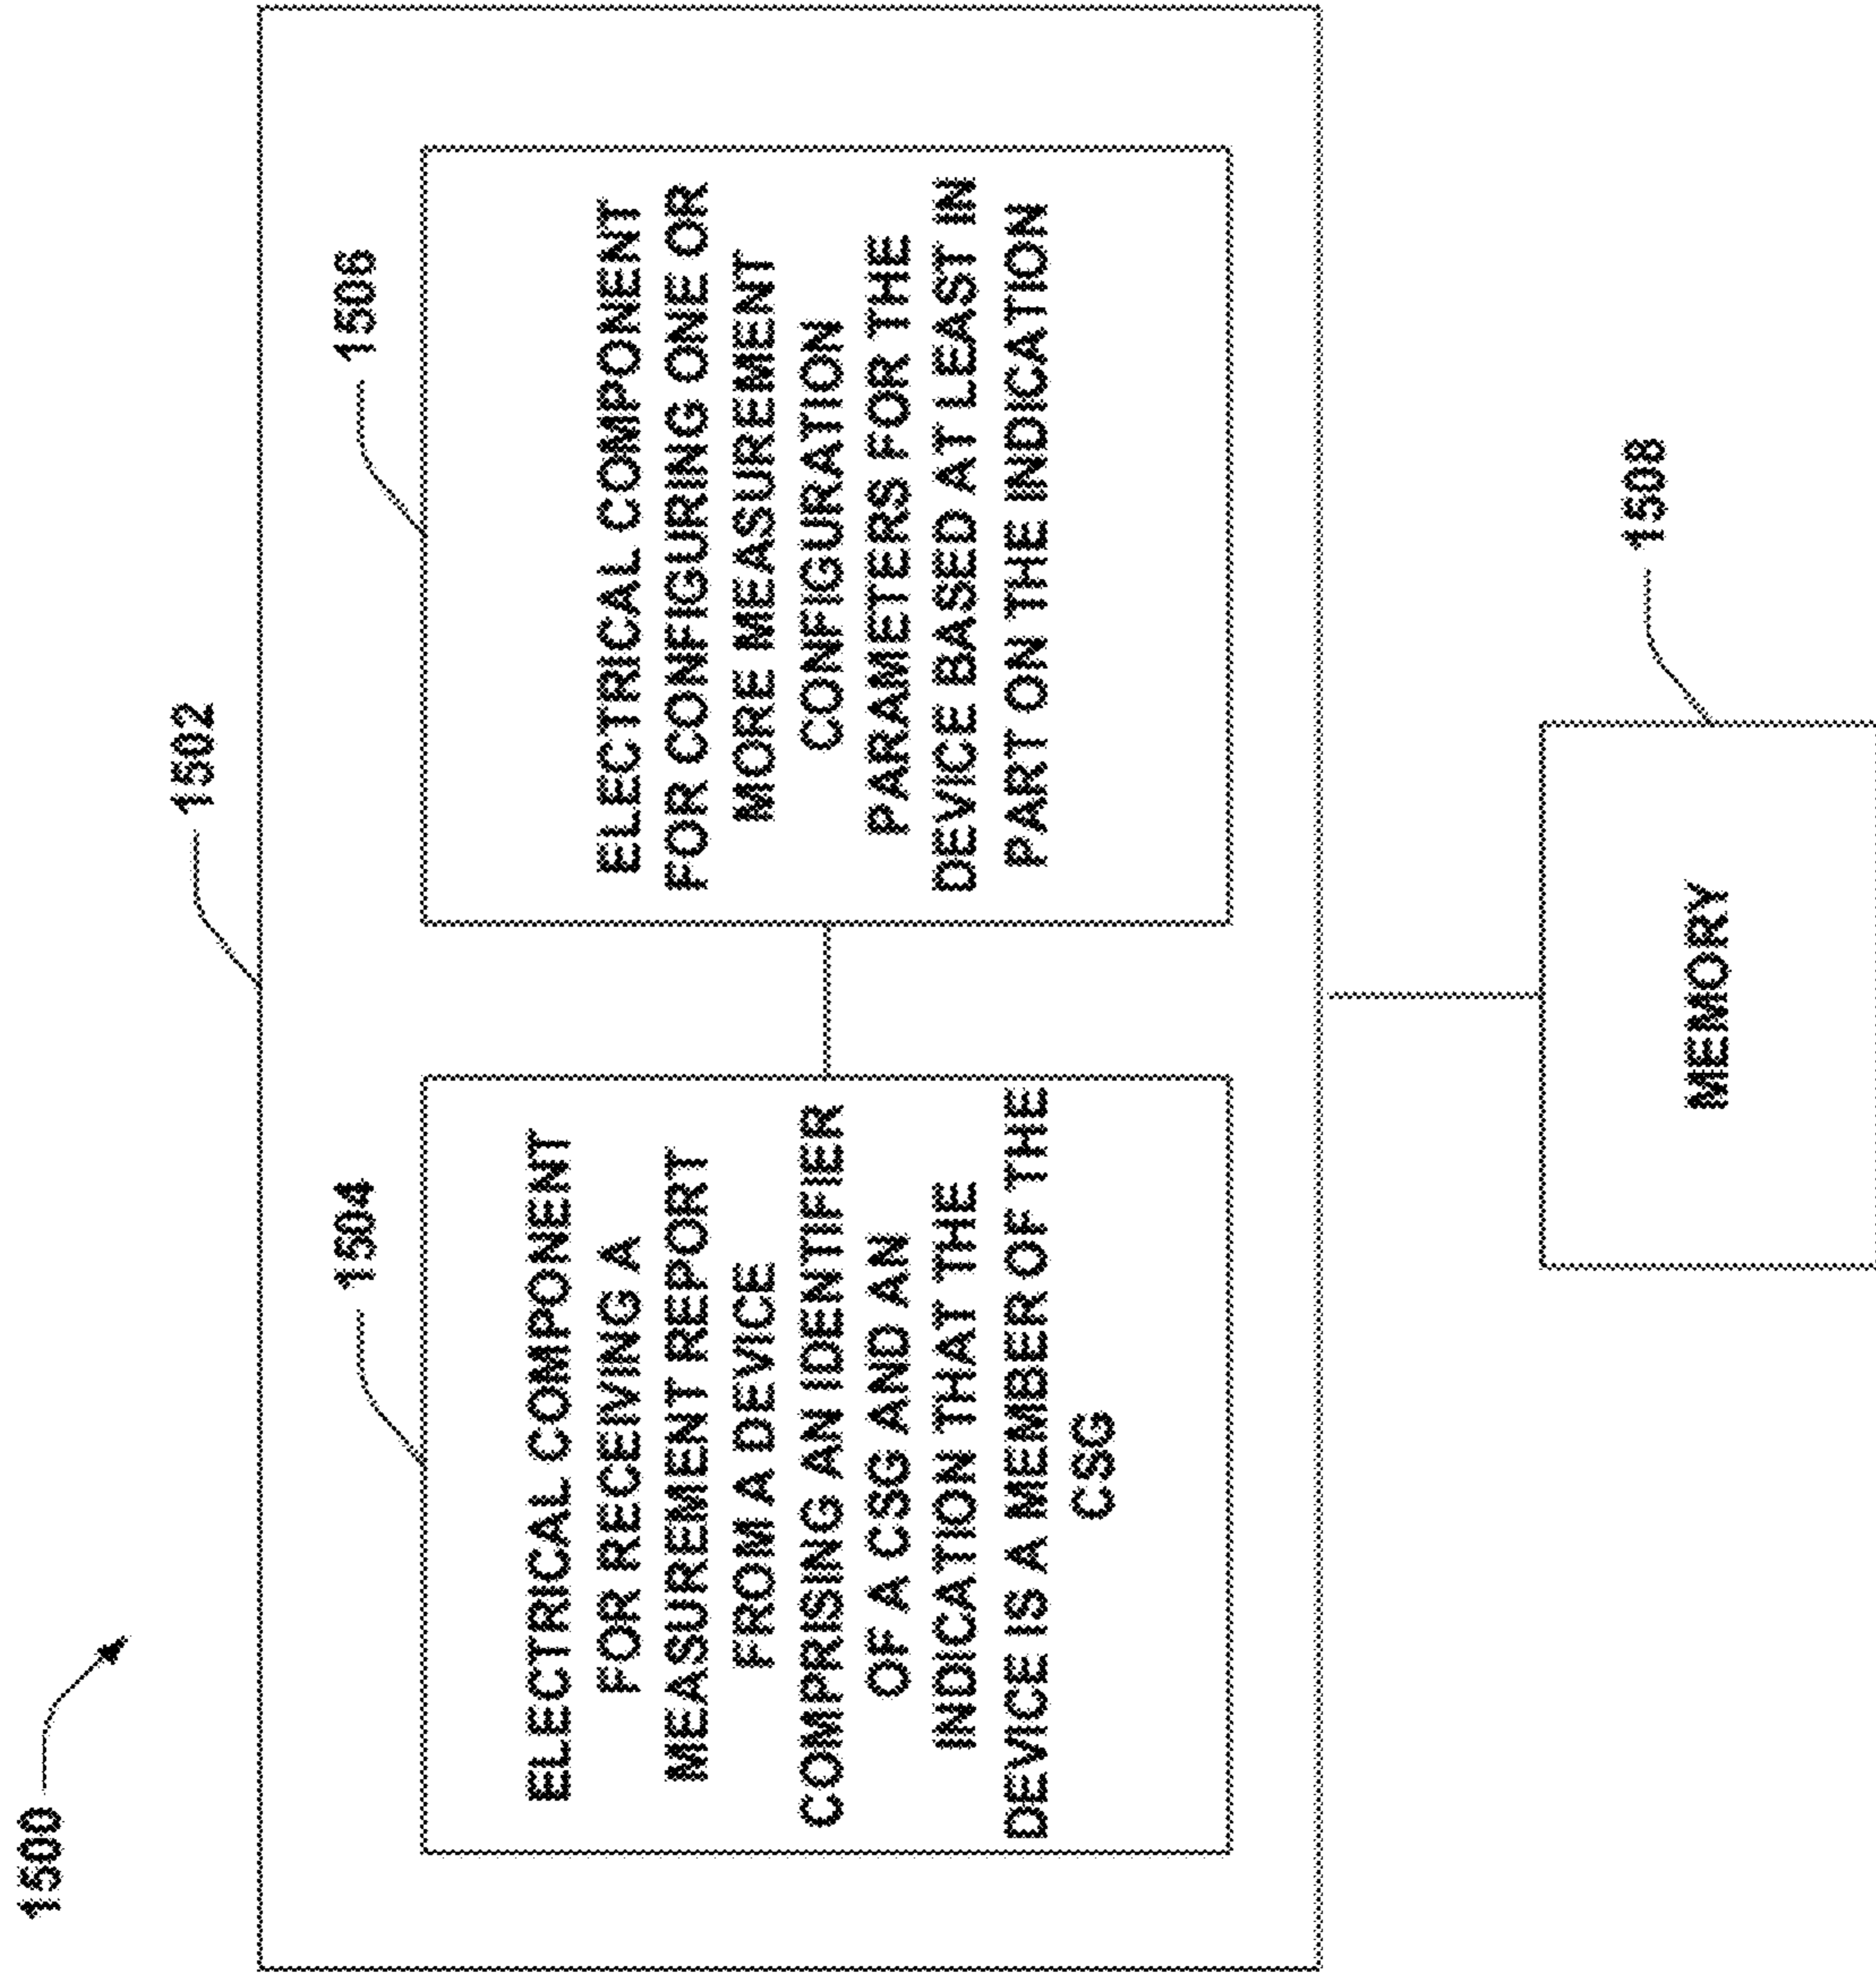 1500
1502
1504
ELECTRICAL COMPONENT
FOR RECEIVING A
MEASUREMENT REPORT
FROM A DEVICE
COMPRISING AN IDENTIFIER
OF A CSG AND AN
INDICATION THAT THE
DEVICE IS A MEMBER OF THE
CSG
1506
ELECTRICAL COMPONENT
FOR CONFIGURING ONE OR
MORE MEASUREMENT
CONFIGURATION
PARAMETERS FOR THE
DEVICE BASED AT LEAST IN
PART ON THE INDICATION
1508
MEMORY